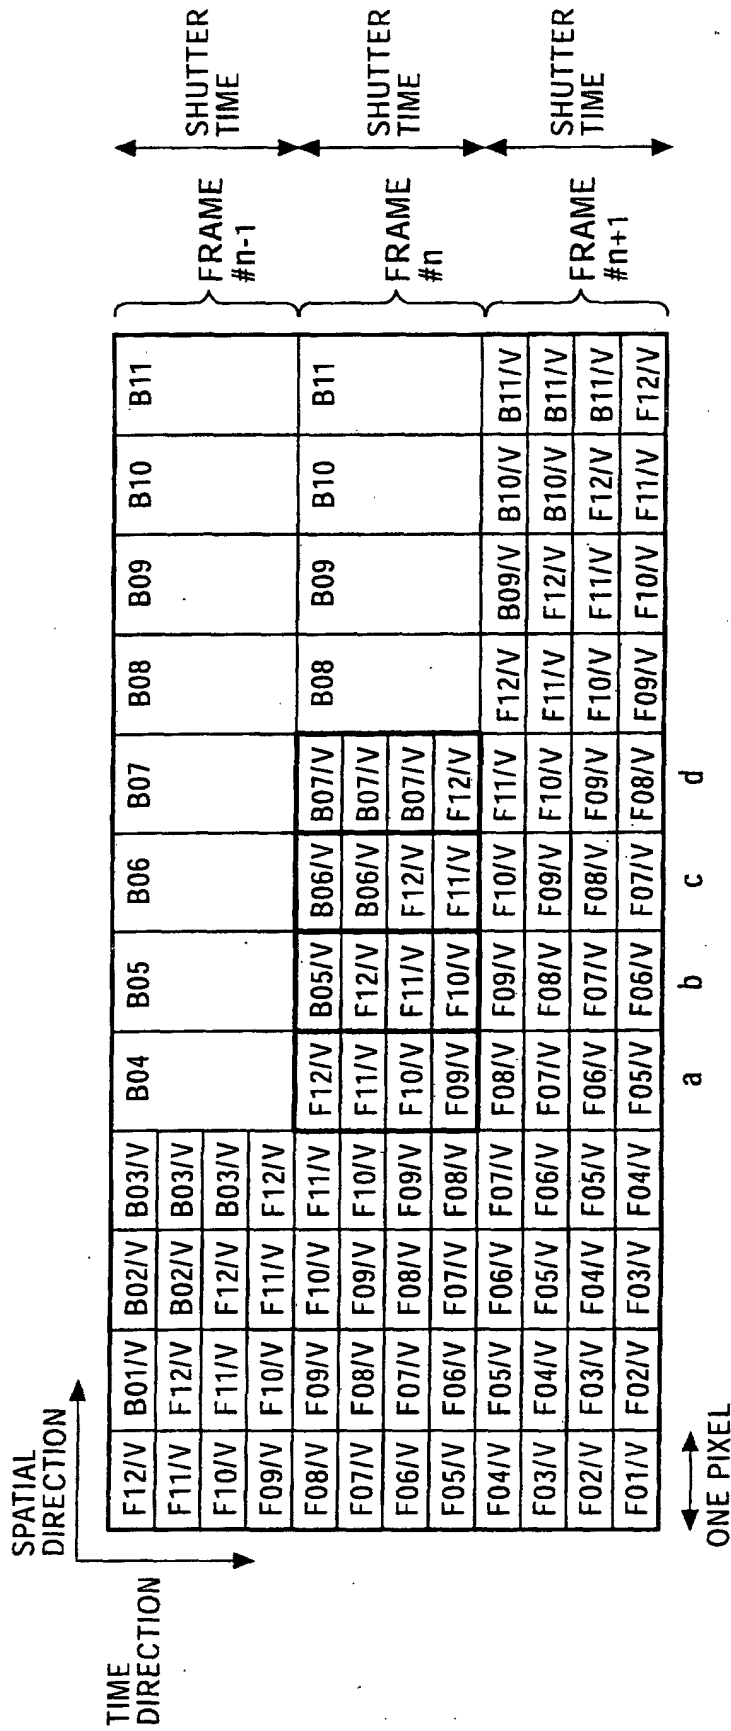 SPATIAL
DIRECTION
TIME
DIRECTION
F12/V B01/V B02/V B03/V B04 B05 B06 B07 B08 B09 B10 B11
F11/V F12/V B02/V B03/V
F10/V F11/V F12/V B03/V
F09/V F10/V F11/V F12/V
FRAME
#n-1
SHUTTER
TIME
F08/V F09/V F10/V F11/V F12/V B05/V B06/V B07/V B08 B09 B10 B11
F07/V F08/V F09/V F10/V F11/V F12/V B06/V B07/V
F06/V F07/V F08/V F09/V F10/V F11/V F12/V B07/V
F05/V F06/V F07/V F08/V F09/V F10/V F11/V F12/V
FRAME
#n
SHUTTER
TIME
F04/V F05/V F06/V F07/V F08/V F09/V F10/V F11/V F12/V B09/V B10/V B11/V
F03/V F04/V F05/V F06/V F07/V F08/V F09/V F10/V F11/V F12/V B10/V B11/V
F02/V F03/V F04/V F05/V F06/V F07/V F08/V F09/V F10/V F11/V F12/V B11/V
F01/V F02/V F03/V F04/V F05/V F06/V F07/V F08/V F09/V F10/V F11/V F12/V
FRAME
#n+1
SHUTTER
TIME
a b c d
ONE PIXEL